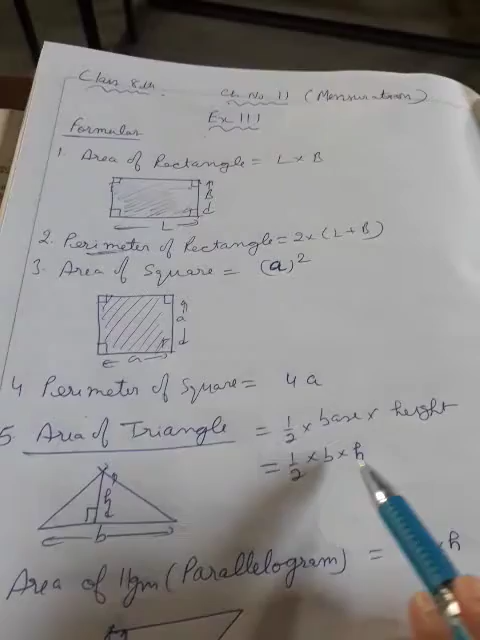 Class 8th
Ch No. 11 (Mensuration)
Ex 11.1
Formulas
1. Area of Rectangle = L × B
B
L
2. Perimeter of Rectangle = 2 × (L + B)
3. Area of Square = (a)²
a
a
4 Perimeter of Square = 4a
5. Area of Triangle = 1/2 × base × height
= 1/2 × b × h
h
b
Area of ||gm (Parallelogram) = × h